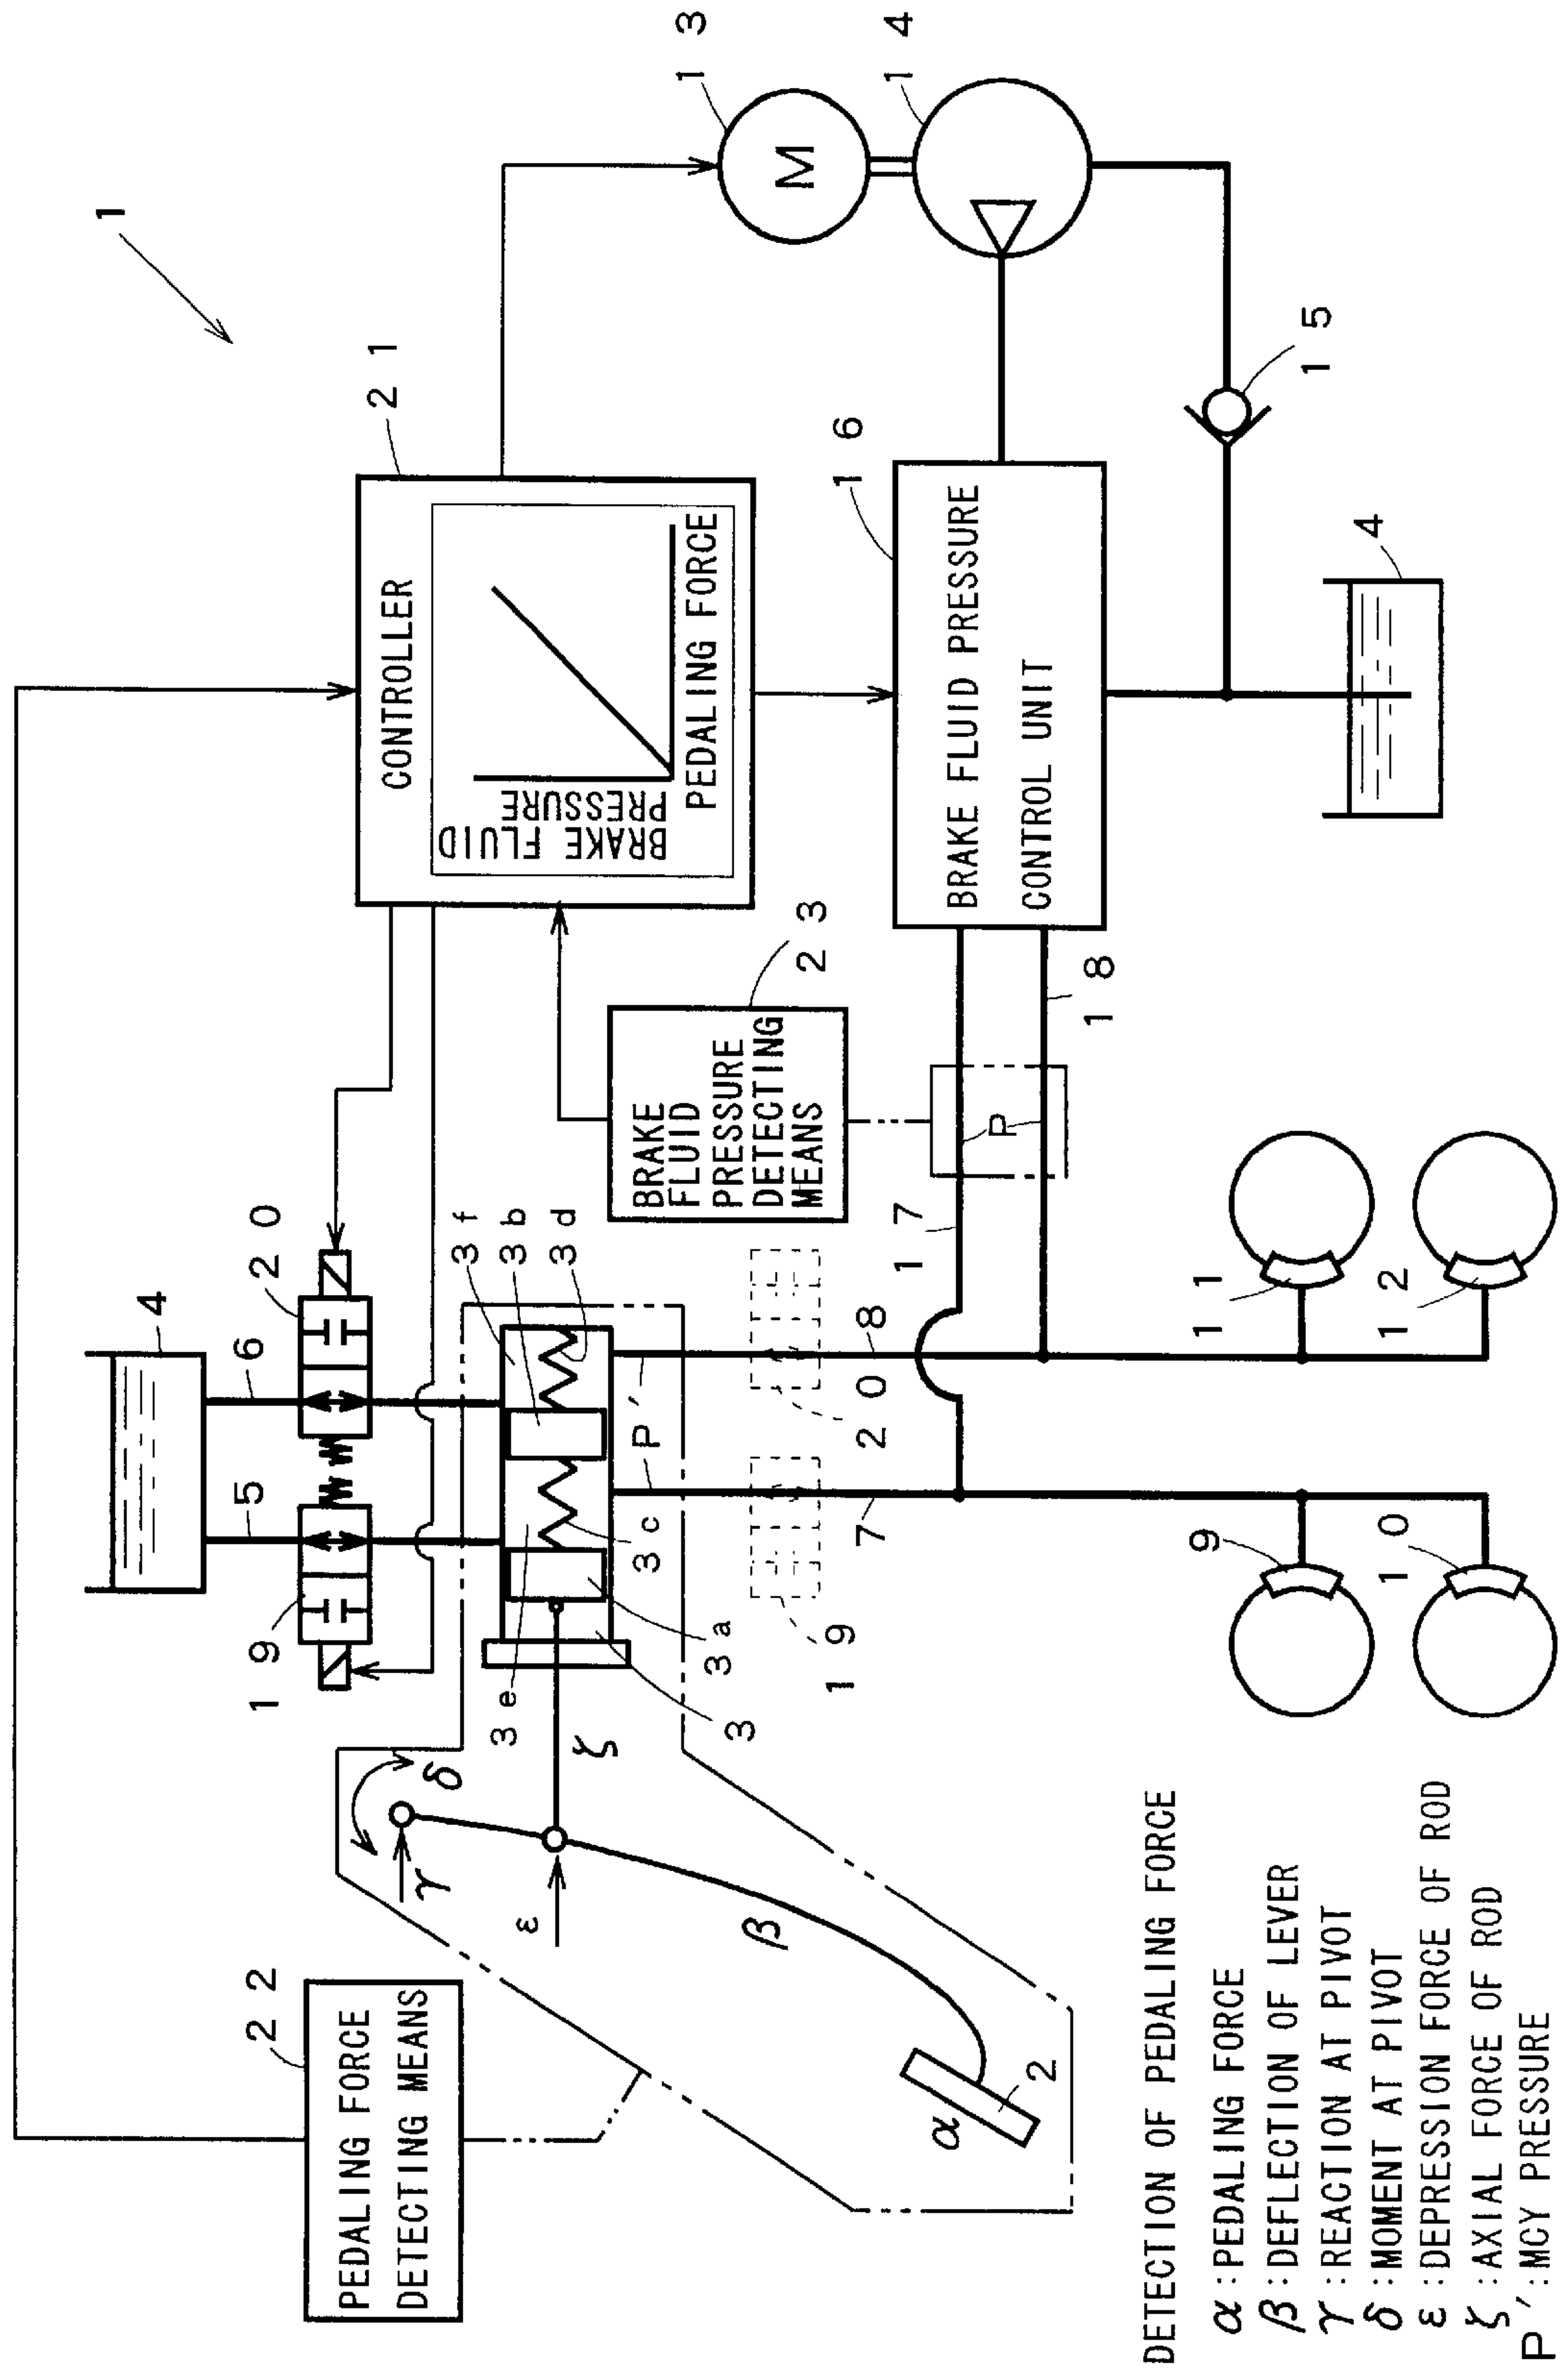 1
22
PEDALING FORCE
DETECTING MEANS
4
5
6
19
20
21
CONTROLLER
BRAKE FLUID
PRESSURE
PEDALING FORCE
13
M
14
γ
δ
ε
ζ
β
α
2
3e
3
3a
3c
3f
3b
3d
P′
BRAKE
FLUID
PRESSURE
DETECTING
MEANS
23
16
BRAKE FLUID PRESSURE
CONTROL UNIT
15
19
20
7
8
17
18
P
4
9
10
11
12
DETECTION OF PEDALING FORCE
α:PEDALING FORCE
β:DEFLECTION OF LEVER
γ:REACTION AT PIVOT
δ:MOMENT AT PIVOT
ε:DEPRESSION FORCE OF ROD
ζ:AXIAL FORCE OF ROD
P′:MCY PRESSURE